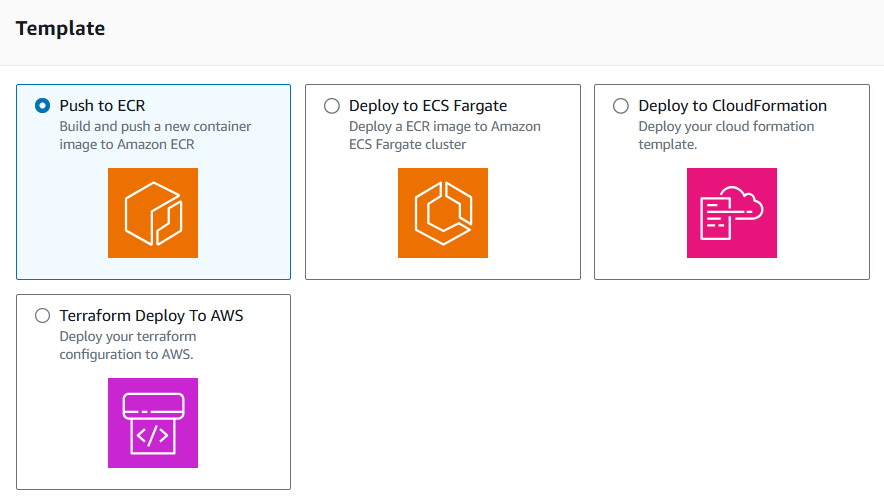 Template
Push to ECR
Build and push a new container
image to Amazon ECR
Deploy to ECS Fargate
Deploy a ECR image to Amazon
ECS Fargate cluster
Deploy to CloudFormation
Deploy your cloud formation
template.
Terraform Deploy To AWS
Deploy your terraform
configuration to AWS.